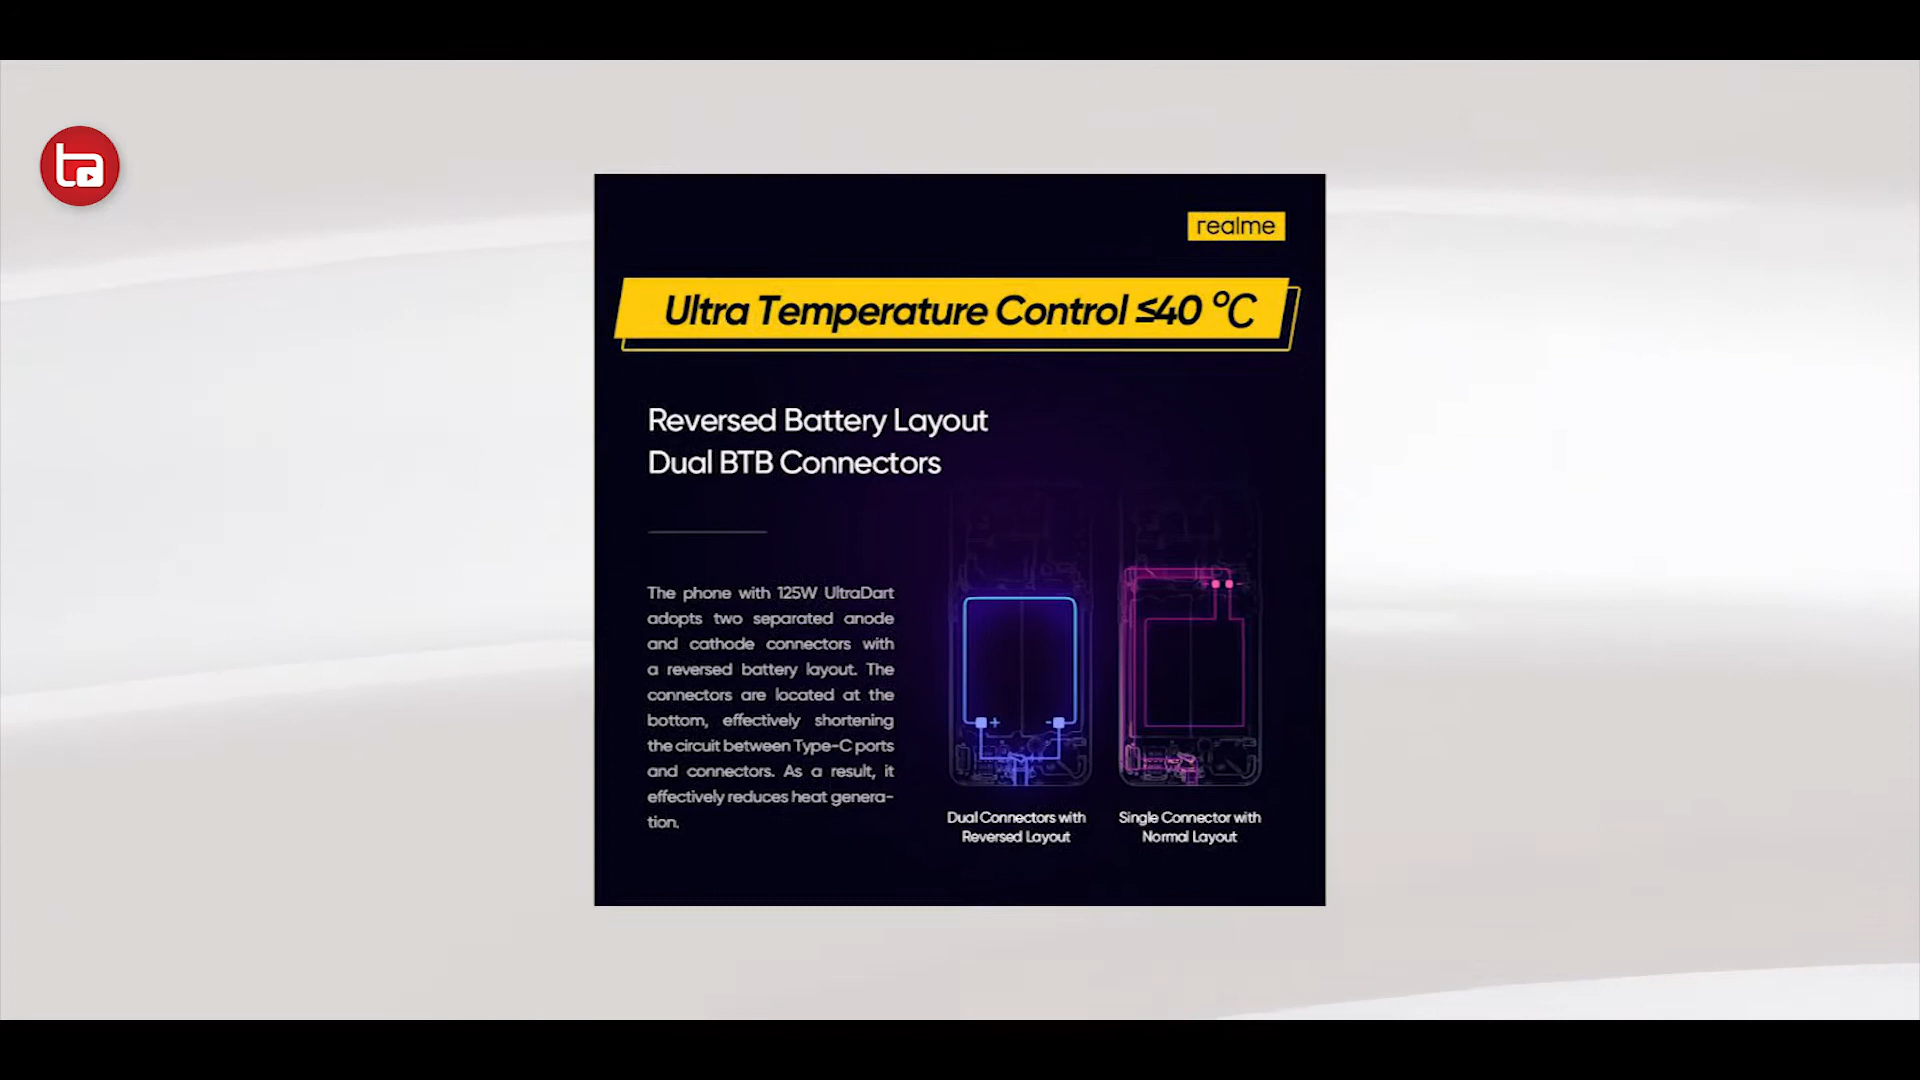 ta
realme
Ultra Temperature Control ≤40 °C
Reversed Battery Layout
Dual BTB Connectors
The phone with 125W UltraDart
adopts two separated anode
and cathode connectors with
a reversed battery layout. The
connectors are located at the
bottom, effectively shortening
the circuit between Type-C ports
and connectors. As a result, it
effectively reduces heat genera-
tion.
+ -
Dual Connectors with
Reversed Layout
Single Connector with
Normal Layout